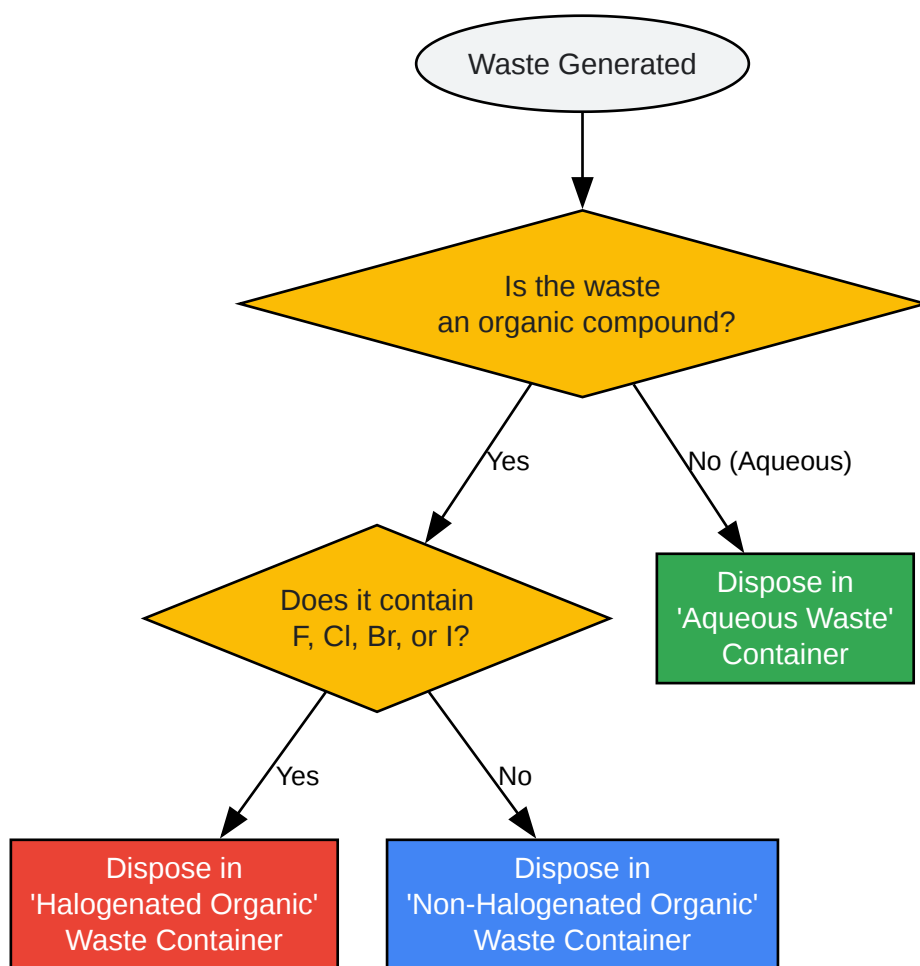 Waste Generated
Is the waste
an organic compound?
Yes
No (Aqueous)
Does it contain
F, Cl, Br, or I?
Dispose in
'Aqueous Waste'
Container
Yes
No
Dispose in
'Halogenated Organic'
Waste Container
Dispose in
'Non-Halogenated Organic'
Waste Container